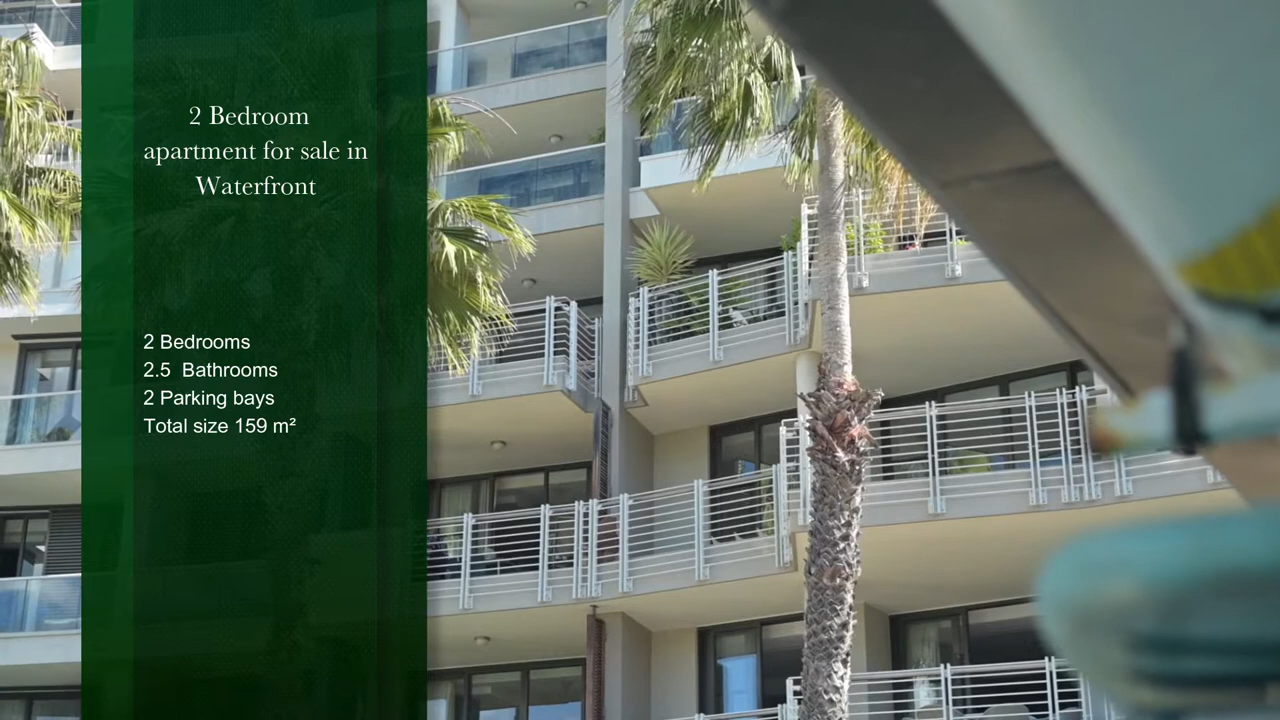 2 Bedroom
apartment for sale in
Waterfront
2 Bedrooms
2.5  Bathrooms
2 Parking bays
Total size 159 m²